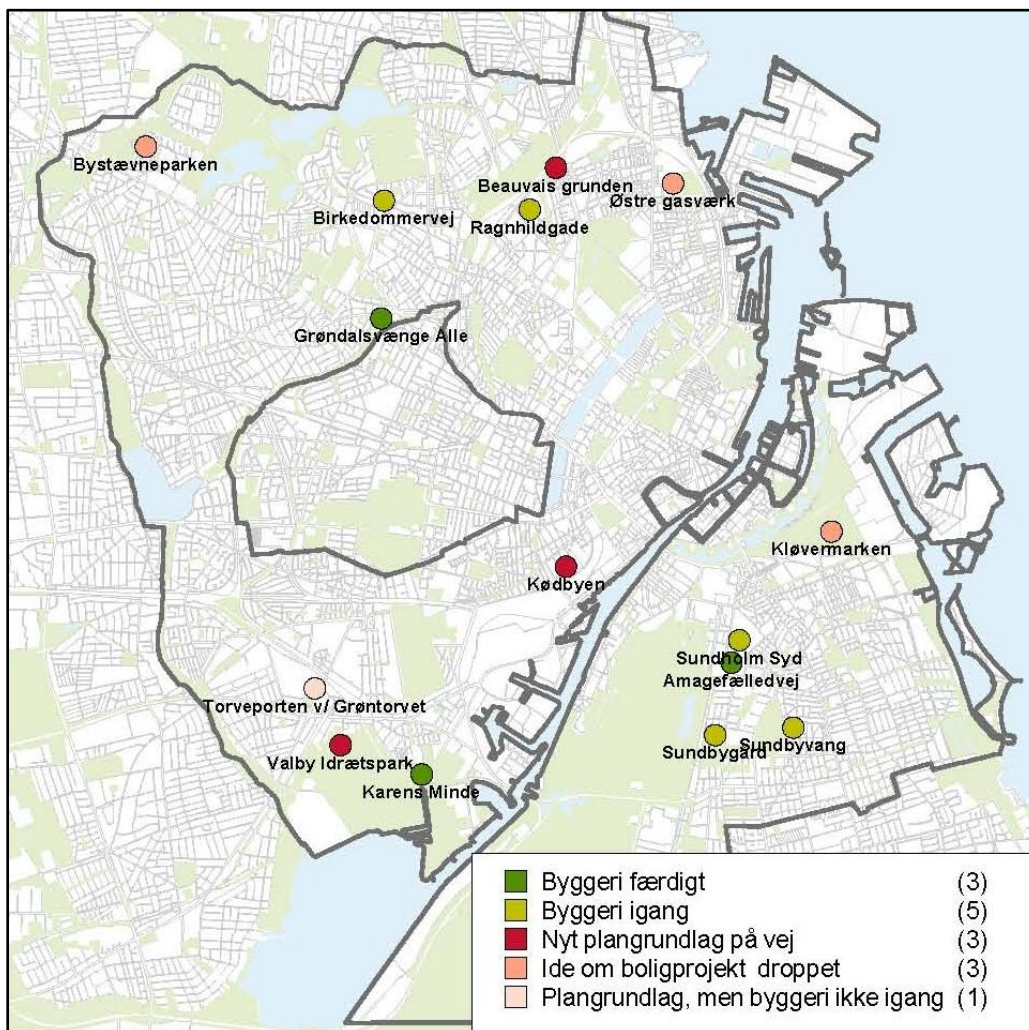 Bystævneparken
Beauvais grunden
Østre gasværk
Birkedommervej
Ragnhildgade
Grøndalsvænge Alle
Kløvermarken
Kødbyen
Sundholm Syd
Amagefælledvej
Torveporten v/ Grøntorvet
Sundbygård
Sundbyvang
Valby Idrætspark
Karens Minde
Byggeri færdigt (3)
Byggeri igang (5)
Nyt plangrundlag på vej (3)
Ide om boligprojekt droppet (3)
Plangrundlag, men byggeri ikke igang (1)